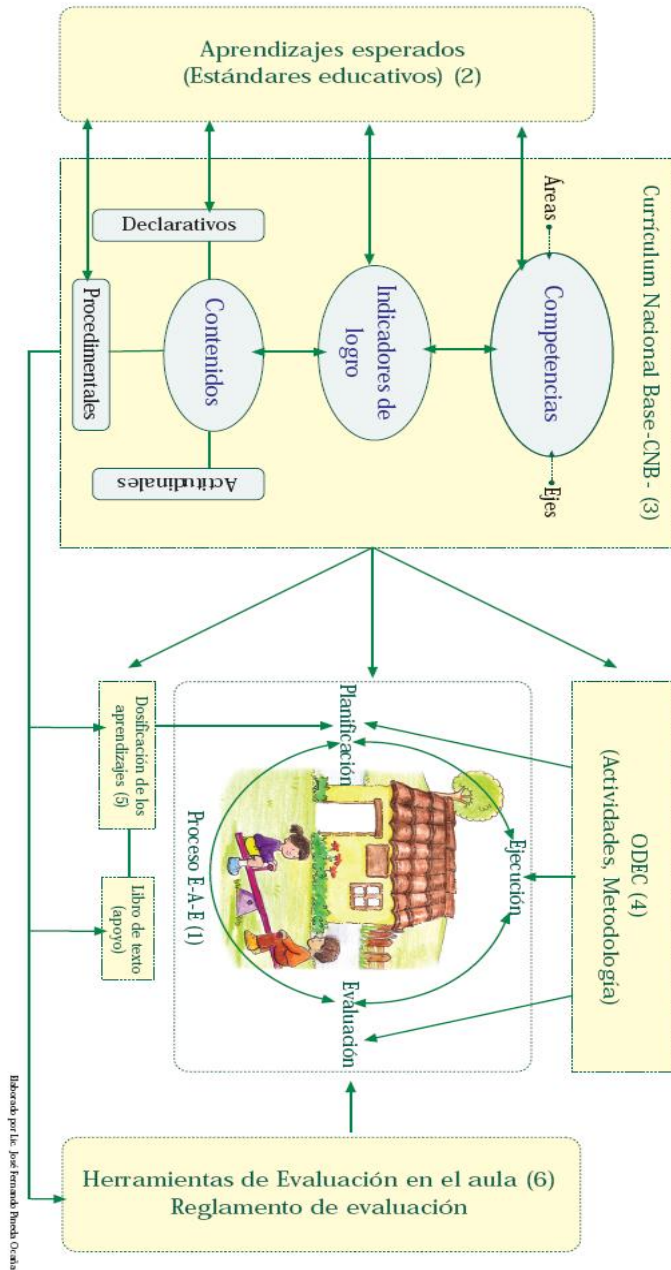 Aprendizajes esperados
(Estándares educativos) (2)
Currículum Nacional Base -CNB - (3)
Áreas
Competencias
Ejes
Indicadores de
logro
Declarativos
Contenidos
Procedimentales
Actitudinales
ODEC (4)
(Actividades, Metodología)
Planificación
Ejecución
Evaluación
Proceso E-A-E (1)
Dosificación de los
aprendizajes (5)
Libro de texto
(apoyo)
Herramientas de Evaluación en el aula (6)
Reglamento de evaluación
Elaborado por Lic. José Fernando Pineda Ocaña